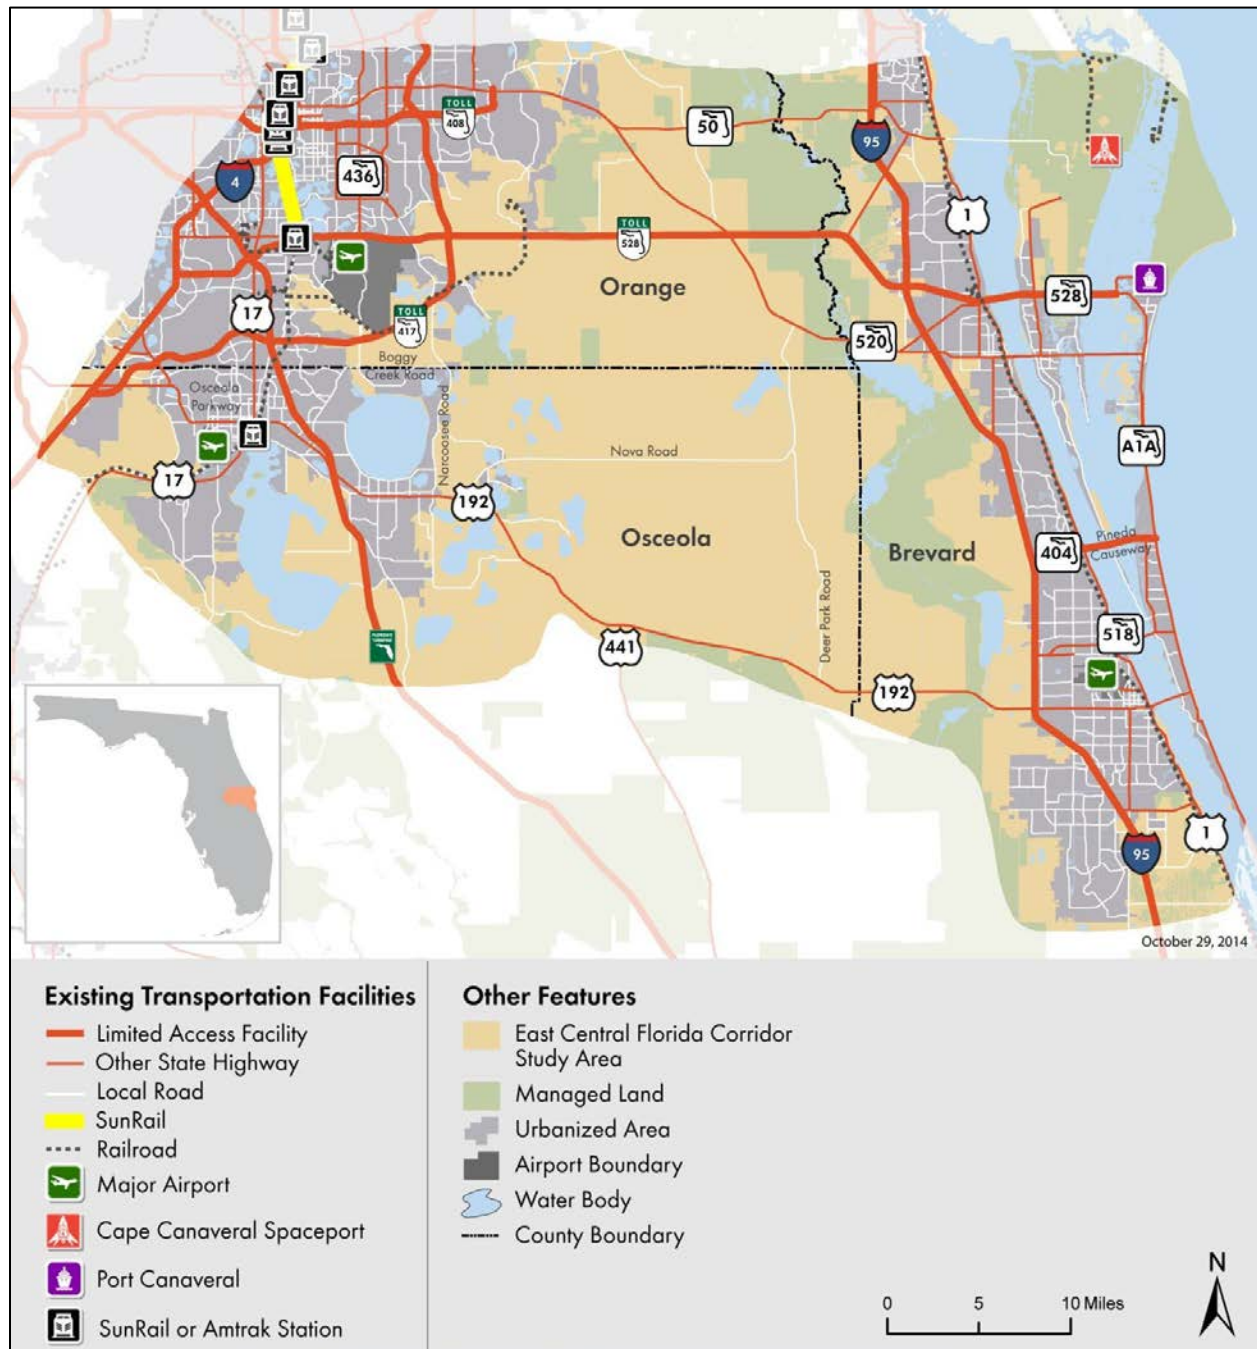 TOLL
408
50
95
4
436
1
TOLL
528
Orange
528
17
TOLL
417
520
Boggy
Creek Road
Osceola
Parkway
Narcoossee Road
A1A
Nova Road
17
192
Osceola
Brevard
404
Pineda
Causeway
Deer Park Road
518
441
192
1
95
October 29, 2014
Existing Transportation Facilities
Limited Access Facility
Other State Highway
Local Road
SunRail
Railroad
Major Airport
Cape Canaveral Spaceport
Port Canaveral
SunRail or Amtrak Station
Other Features
East Central Florida Corridor
Study Area
Managed Land
Urbanized Area
Airport Boundary
Water Body
County Boundary
N
0 5 10 Miles